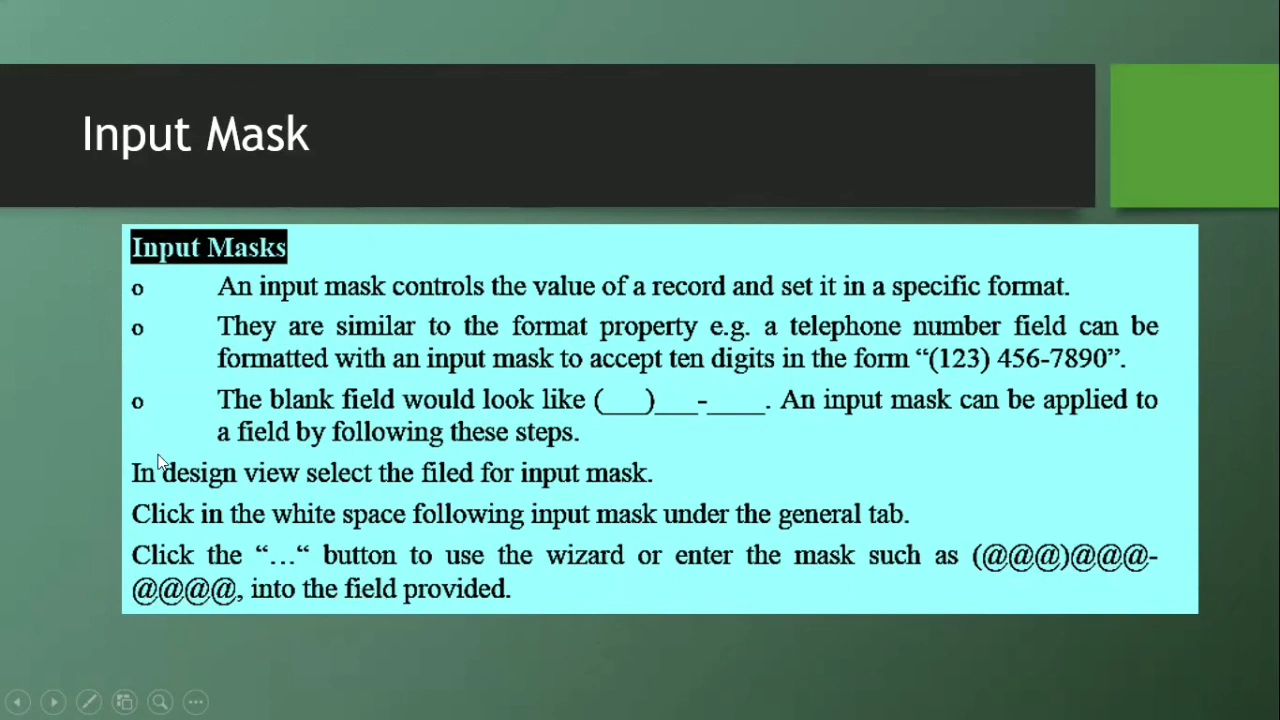 Input Mask
Input Masks
o An input mask controls the value of a record and set it in a specific format.
o They are similar to the format property e.g. a telephone number field can be
formatted with an input mask to accept ten digits in the form “(123) 456-7890”.
o The blank field would look like (___)___-____. An input mask can be applied to
a field by following these steps.
In design view select the filed for input mask.
Click in the white space following input mask under the general tab.
Click the “…“ button to use the wizard or enter the mask such as (@@@)@@@-
@@@@, into the field provided.